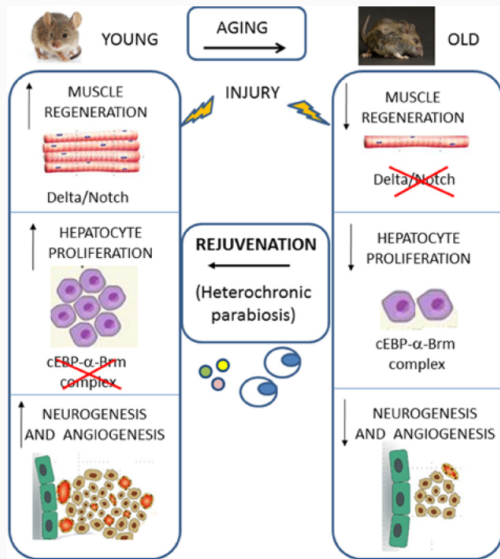 YOUNG
AGING
OLD
MUSCLE
REGENERATION
Delta/Notch
HEPATOCYTE
PROLIFERATION
cEBP-α-Brm
complex
NEUROGENESIS
AND ANGIOGENESIS
INJURY
REJUVENATION
(Heterochronic
parabiosis)
MUSCLE
REGENERATION
Delta/Notch
HEPATOCYTE
PROLIFERATION
cEBP-α-Brm
complex
NEUROGENESIS
AND ANGIOGENESIS